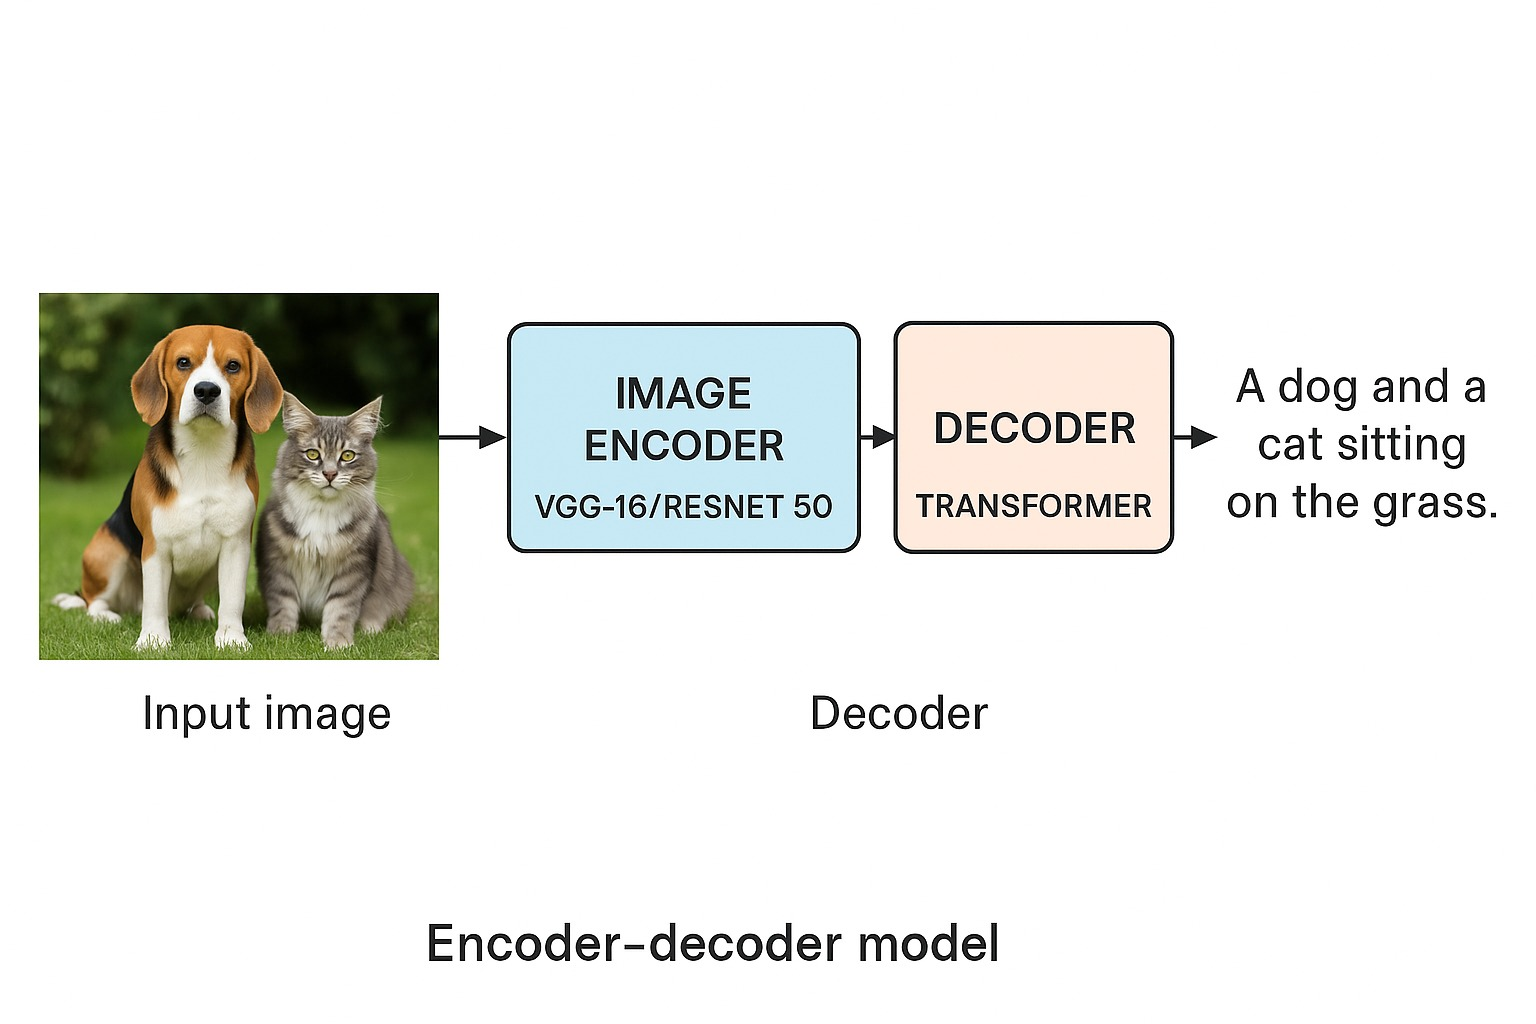 IMAGE
ENCODER
VGG-16/RESNET 50
DECODER
TRANSFORMER
A dog and a
cat sitting
on the grass.
Input image
Decoder
Encoder–decoder model